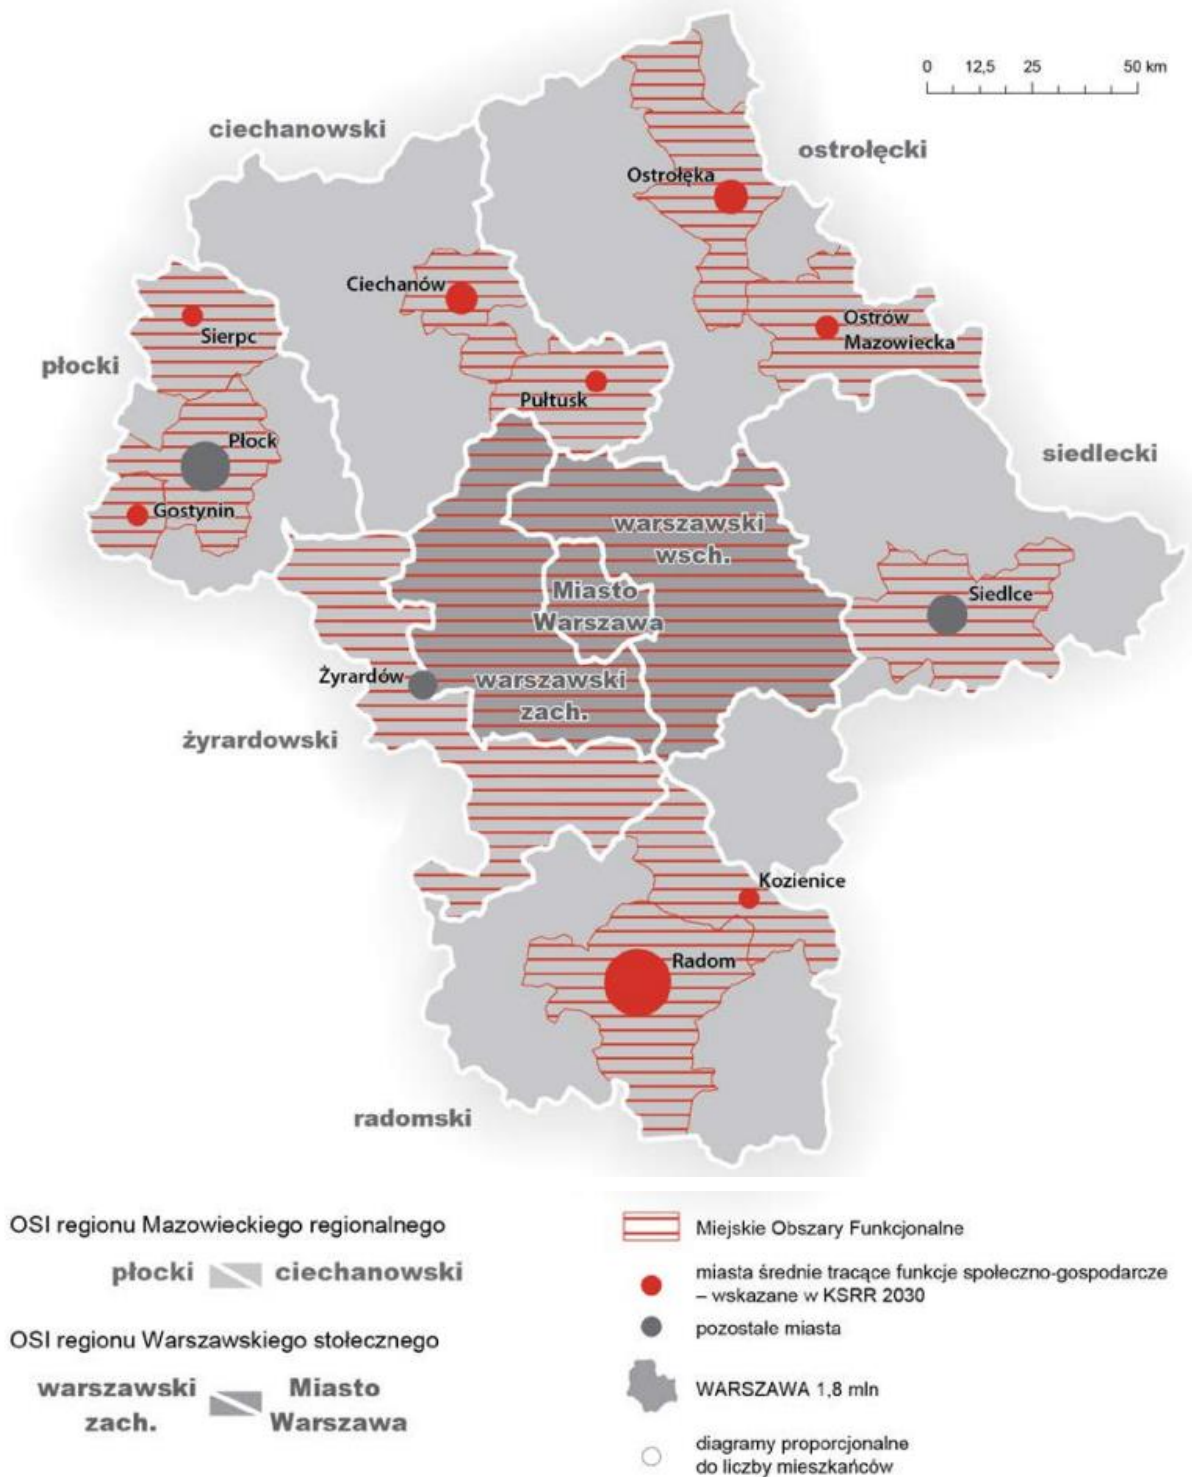 0 12,5 25 50 km
ciechanowski
ostrołęcki
Ostrołęka
Ciechanów
Sierpc
Ostrów
Mazowiecka
płocki
Pułtusk
Płock
siedlecki
Gostynin
warszawski
wsch.
Miasto
Warszawa
Siedlce
Żyrardów
warszawski
zach.
żyrardowski
Kozienice
Radom
radomski
OSI regionu Mazowieckiego regionalnego
płocki ciechanowski
OSI regionu Warszawskiego stołecznego
warszawski
zach.
Miasto
Warszawa
Miejskie Obszary Funkcjonalne
miasta średnie tracące funkcje społeczno-gospodarcze
– wskazane w KSRR 2030
pozostałe miasta
WARSZAWA 1,8 mln
diagramy proporcjonalne
do liczby mieszkańców